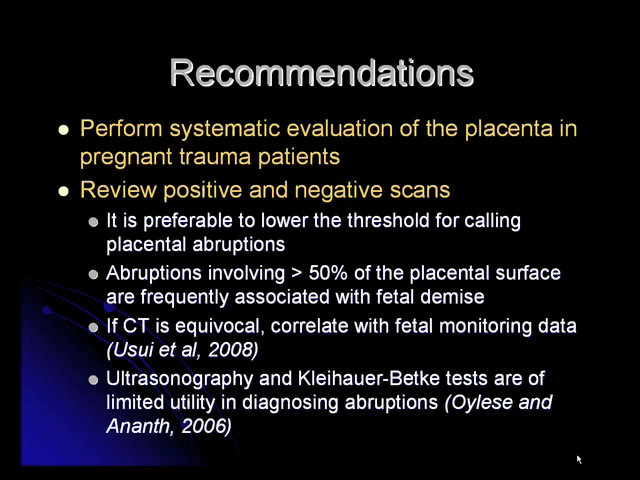 Recommendations
Perform systematic evaluation of the placenta in
pregnant trauma patients
Review positive and negative scans
It is preferable to lower the threshold for calling
placental abruptions
Abruptions involving > 50% of the placental surface
are frequently associated with fetal demise
If CT is equivocal, correlate with fetal monitoring data
(Usui et al, 2008)
Ultrasonography and Kleihauer-Betke tests are of
limited utility in diagnosing abruptions (Oylese and
Ananth, 2006)